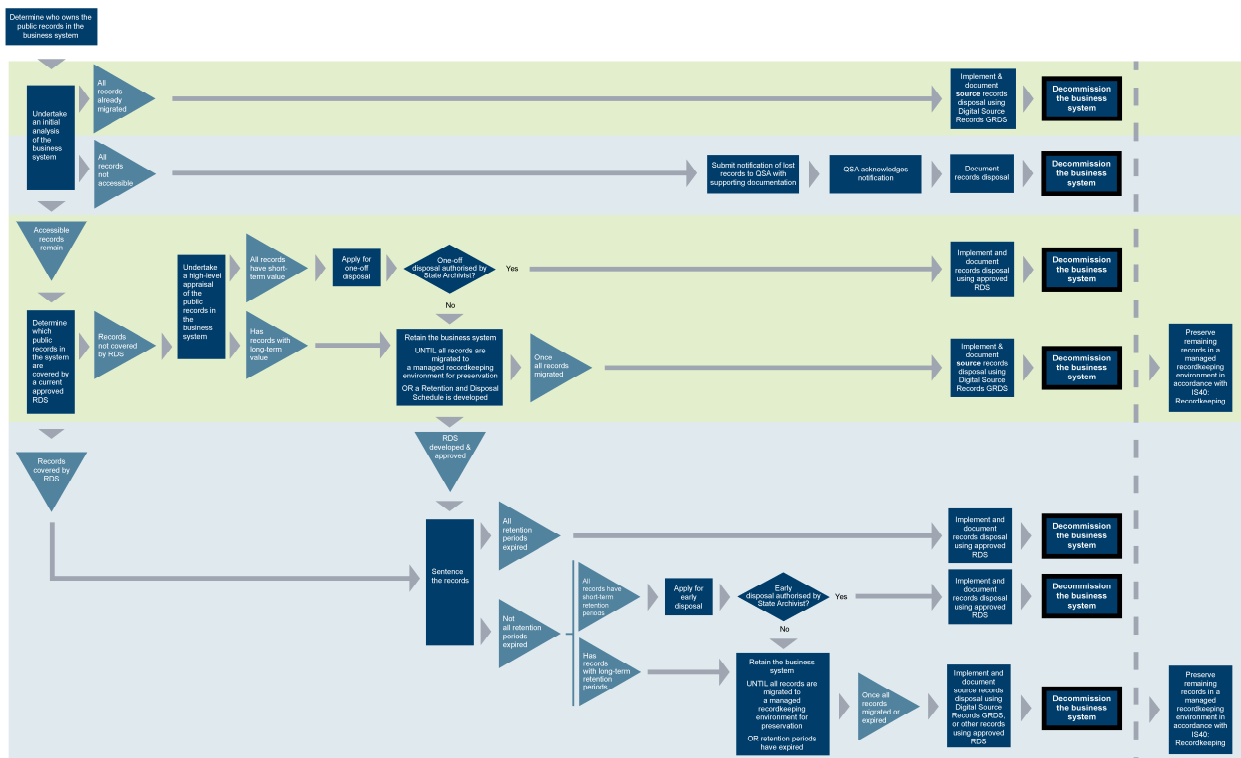 Determine who owns the
public records in the
business system
Undertake
an initial
analysis
of the
business
system
All
records
already
migrated
Implement &
document
source records
disposal using
Digital Source
Records GRDS
Decommission
the business
system
All
records
not
accessible
Submit notification of lost
records to QSA with
supporting documentation
QSA acknowledges
notification
Document
records disposal
Decommission
the business
system
Accessible
records
remain
Undertake
a high-level
appraisal
of the
public
records in
the
business
system
All records
have short-
term value
Apply for
one-off
disposal
One-off
disposal authorised by
State Archivist?
Yes
No
Implement and
document
records disposal
using approved
RDS
Decommission
the business
system
Determine
which
public
records in
the system
are
covered by
a current
approved
RDS
Records
not covered
by RDS
Has
records with
long-term
value
Retain the business system
UNTIL all records are
migrated to
a managed recordkeeping
environment for preservation
OR a Retention and Disposal
Schedule is developed
Once
all records
migrated
Implement &
document
source records
disposal using
Digital Source
Records GRDS
Decommission
the business
system
Preserve
remaining
records in a
managed
recordkeeping
environment in
accordance with
IS40:
Recordkeeping
Records
covered by
RDS
RDS
developed &
approved
Sentence
the records
All
retention
periods
expired
Implement and
document
records disposal
using approved
RDS
Decommission
the business
system
Not
all retention
periods
expired
All
records have
short-term
retention
periods
Apply for
early
disposal
Early
disposal authorised by
State Archivist?
Yes
No
Implement and
document
records disposal
using approved
RDS
Decommission
the business
system
Has
records
with long-term
retention
periods
Retain the business
system
UNTIL all records are
migrated to
a managed
recordkeeping
environment for
preservation
OR retention periods
have expired
Once all
records
migrated or
expired
Implement and
document
source records
disposal using
Digital Source
Records GRDS,
or other records
using approved
RDS
Decommission
the business
system
Preserve
remaining
records in a
managed
recordkeeping
environment in
accordance with
IS40:
Recordkeeping